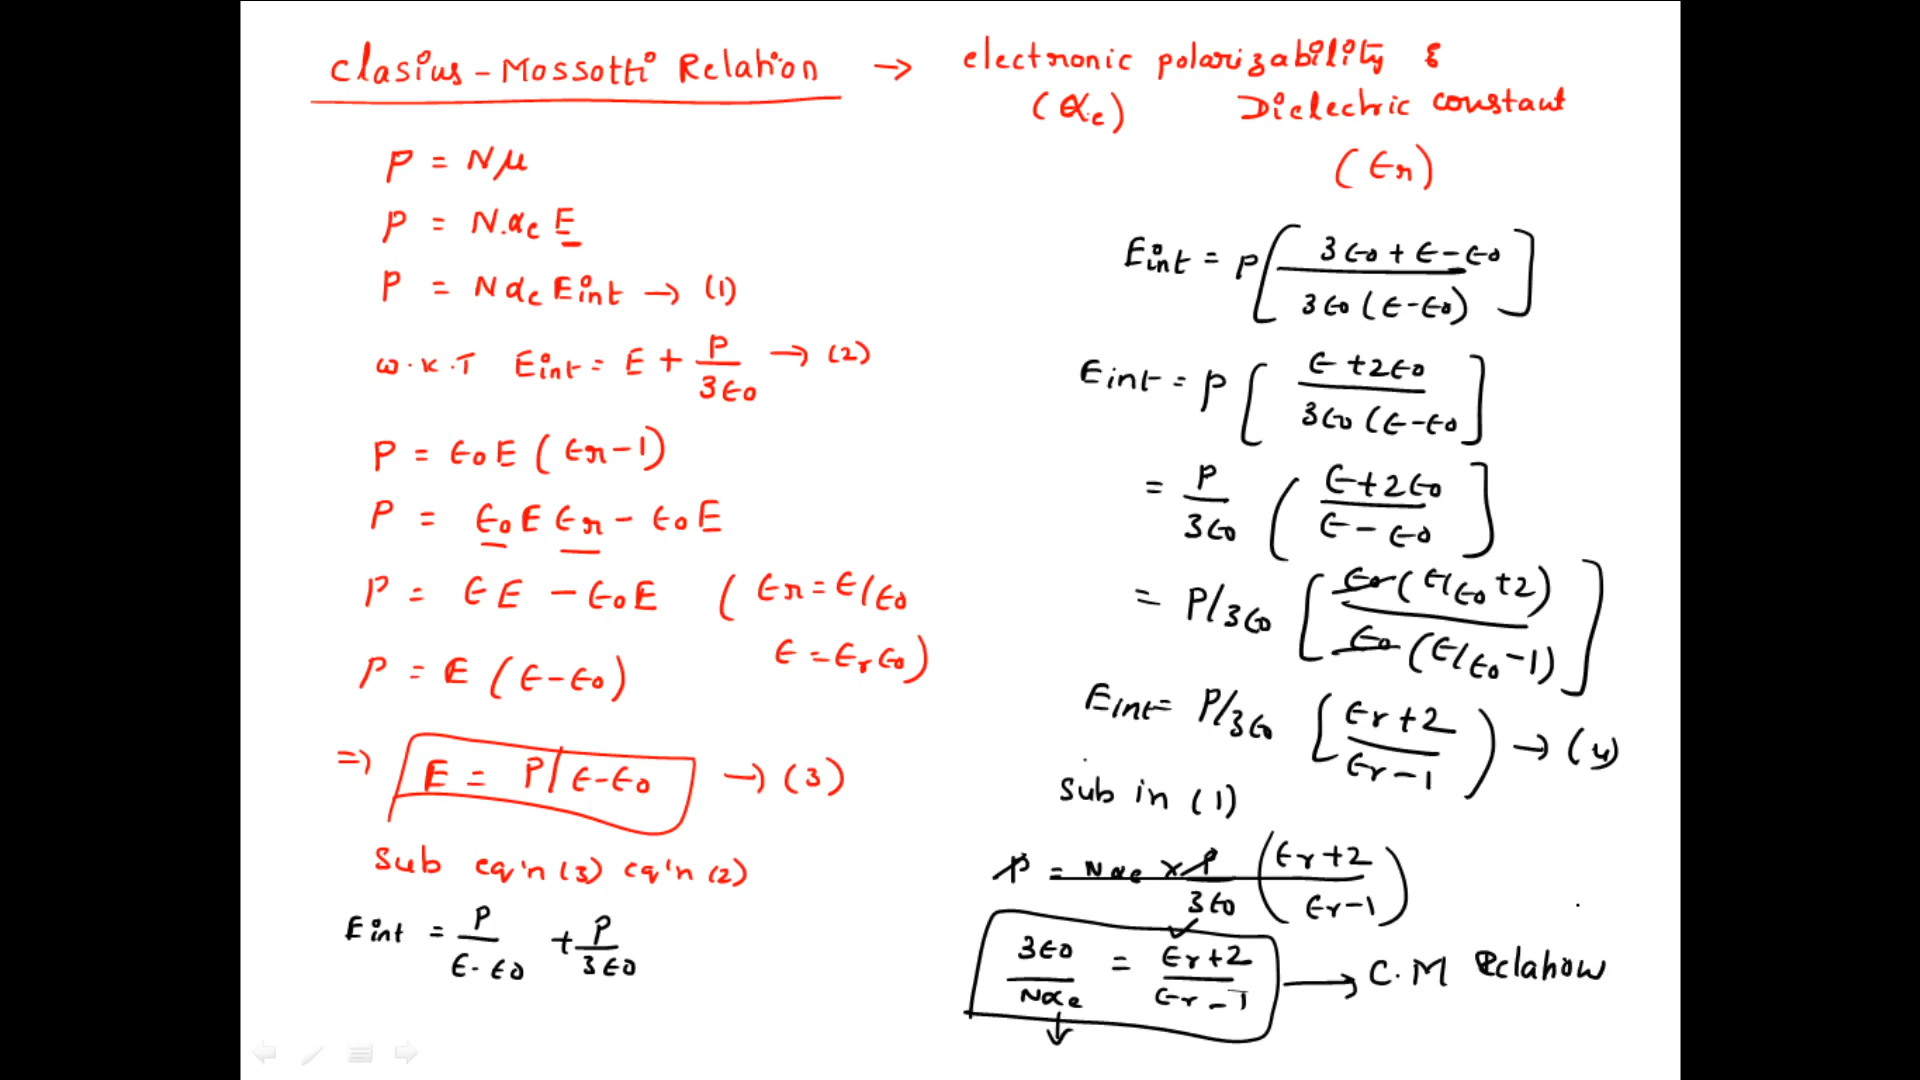 Clasius - Mossotti Relation → electronic polarizability &
(αe) Dielectric constant
(ϵr)
P = Nμ
P = N.αe E
P = Nαe Eint → (1)
w.k.T Eint = E + P/3ϵ0 → (2)
P = ϵ0E (ϵr-1)
P = ϵ0E ϵr - ϵ0E
P = ϵE - ϵ0E (ϵr = ϵ/ϵ0
ϵ = ϵrϵ0)
P = E (ϵ-ϵ0)
⇒ E = P/ϵ-ϵ0 → (3)
Sub eq'n (3) eq'n (2)
Eint = P/ϵ-ϵ0 + P/3ϵ0
Eint = P[3ϵ0+ϵ-ϵ0 / 3ϵ0(ϵ-ϵ0)]
Eint = P[ϵ+2ϵ0 / 3ϵ0(ϵ-ϵ0]
= P/3ϵ0 (ϵ+2ϵ0 / ϵ-ϵ0]
= P/3ϵ0 [ϵ0(ϵ/ϵ0+2) / ϵ0(ϵ/ϵ0-1)]
Eint = P/3ϵ0 [ϵr+2 / ϵr-1) → (4)
Sub in (1)
P = Nαe × P/3ϵ0 (ϵr+2 / ϵr-1)
3ϵ0/Nαe = ϵr+2/ϵr-1 → C.M Relation